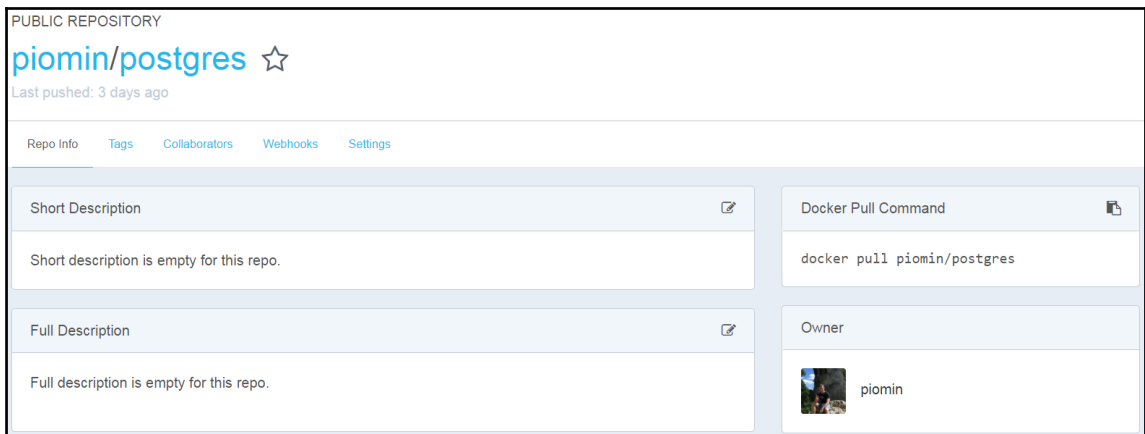 PUBLIC REPOSITORY
piomin/postgres
Last pushed: 3 days ago
Repo Info Tags Collaborators Webhooks Settings
Short Description
Short description is empty for this repo.
Full Description
Full description is empty for this repo.
Docker Pull Command
docker pull piomin/postgres
Owner
piomin